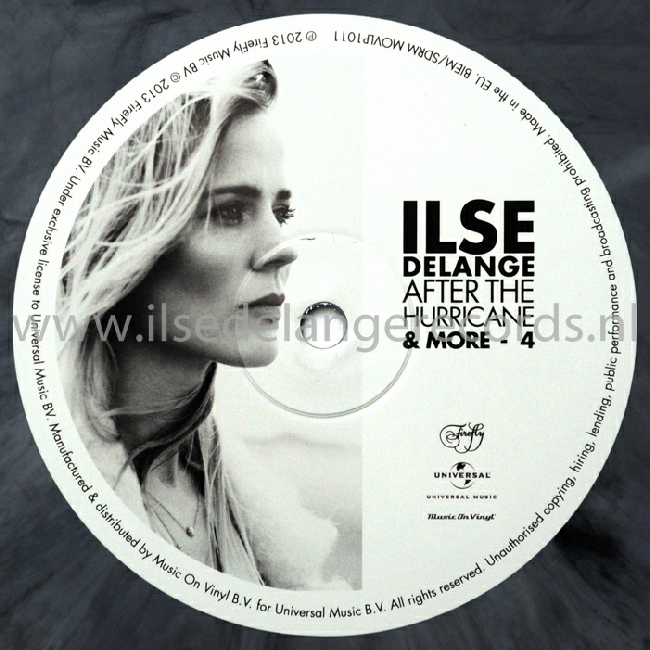 ILSE
DELANGE
AFTER THE
HURRICANE
& MORE - 4
Firefly
UNIVERSAL
UNIVERSAL MUSIC
Music On Vinyl
℗ 2013 FireFly Music BV © 2013 FireFly Music BV. Under exclusive license to Universal Music BV. Manufactured & distributed by Music On Vinyl B.V. for Universal Music B.V. All rights reserved. Unauthorised copying, hiring, lending, public performance and broadcasting prohibited. Made in the EU. BIEM/SDRM MOVLP1011
www.ilsedelangerecords.nl